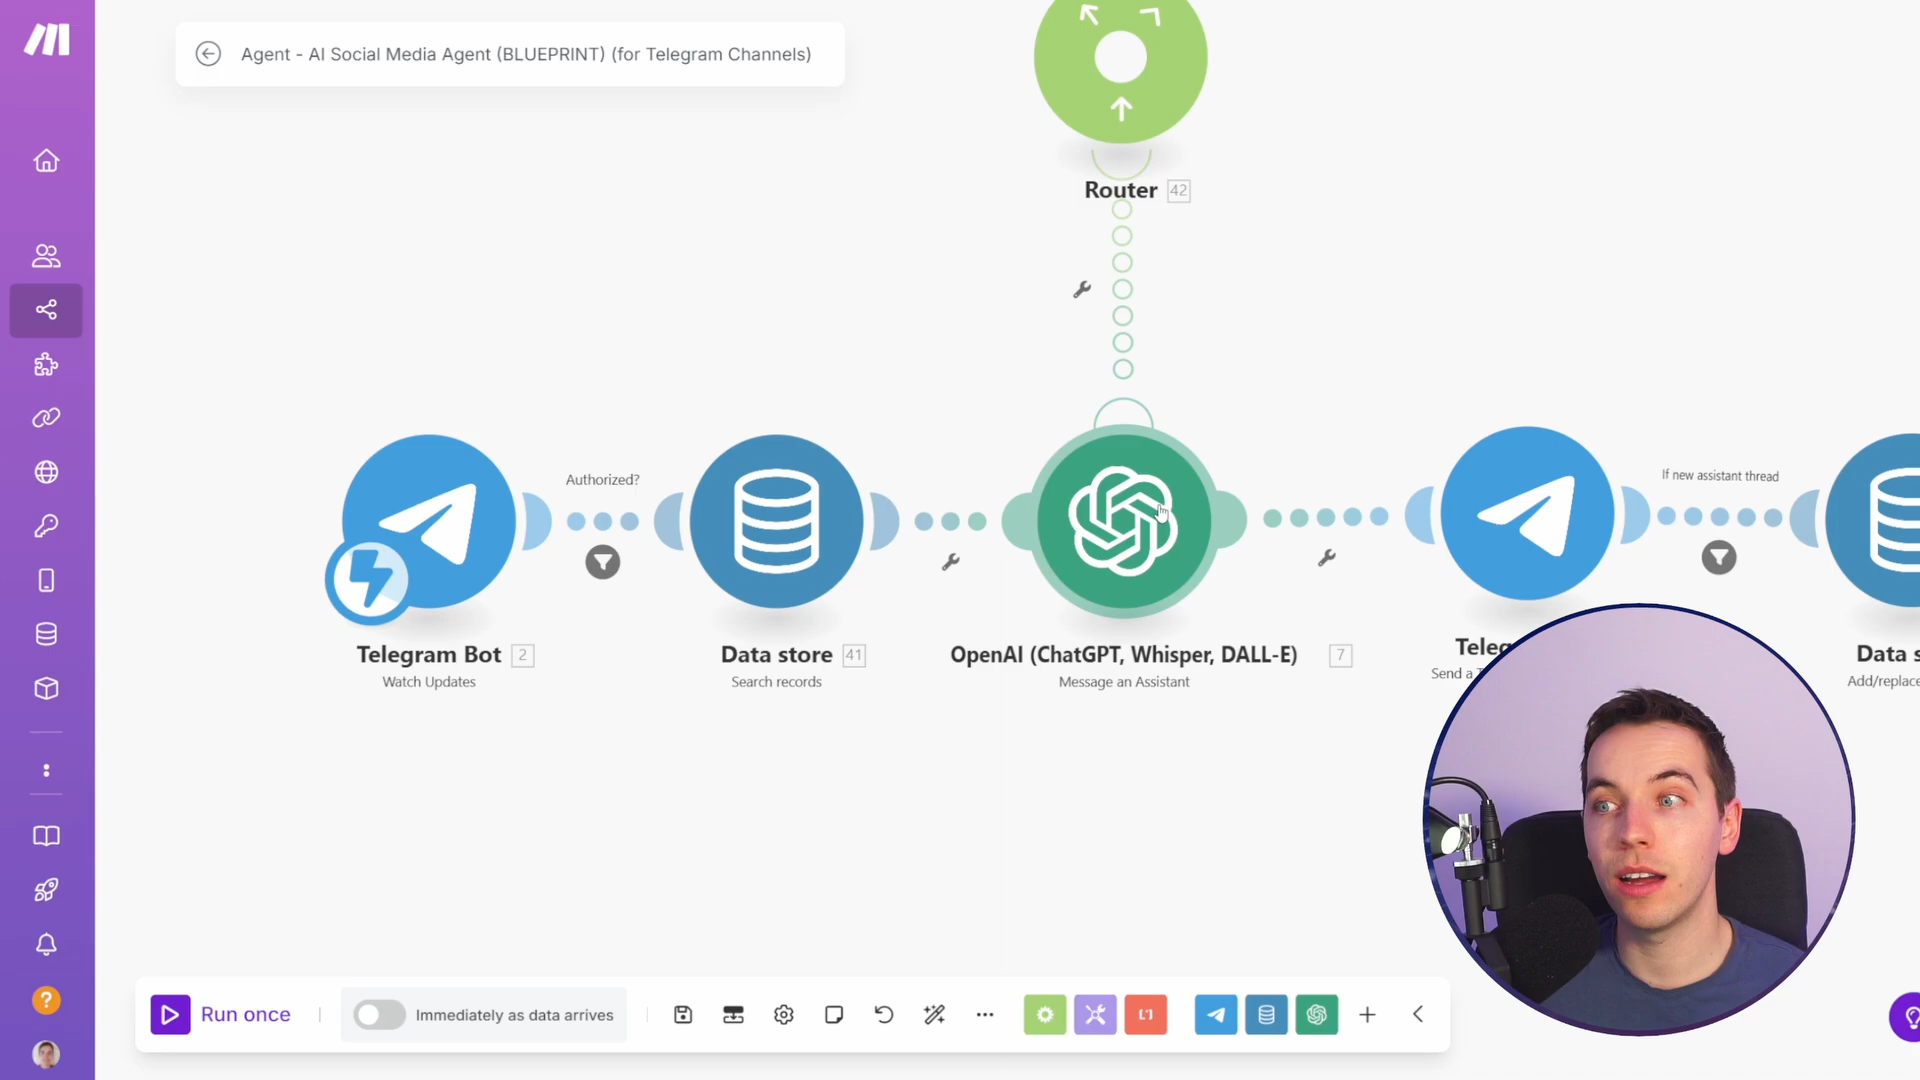 Agent - AI Social Media Agent (BLUEPRINT) (for Telegram Channels)
Router 42
Authorized?
If new assistant thread
Telegram Bot 2
Watch Updates
Data store 41
Search records
OpenAI (ChatGPT, Whisper, DALL-E) 7
Message an Assistant
Send a
Data
Add/replace
?
Run once
Immediately as data arrives